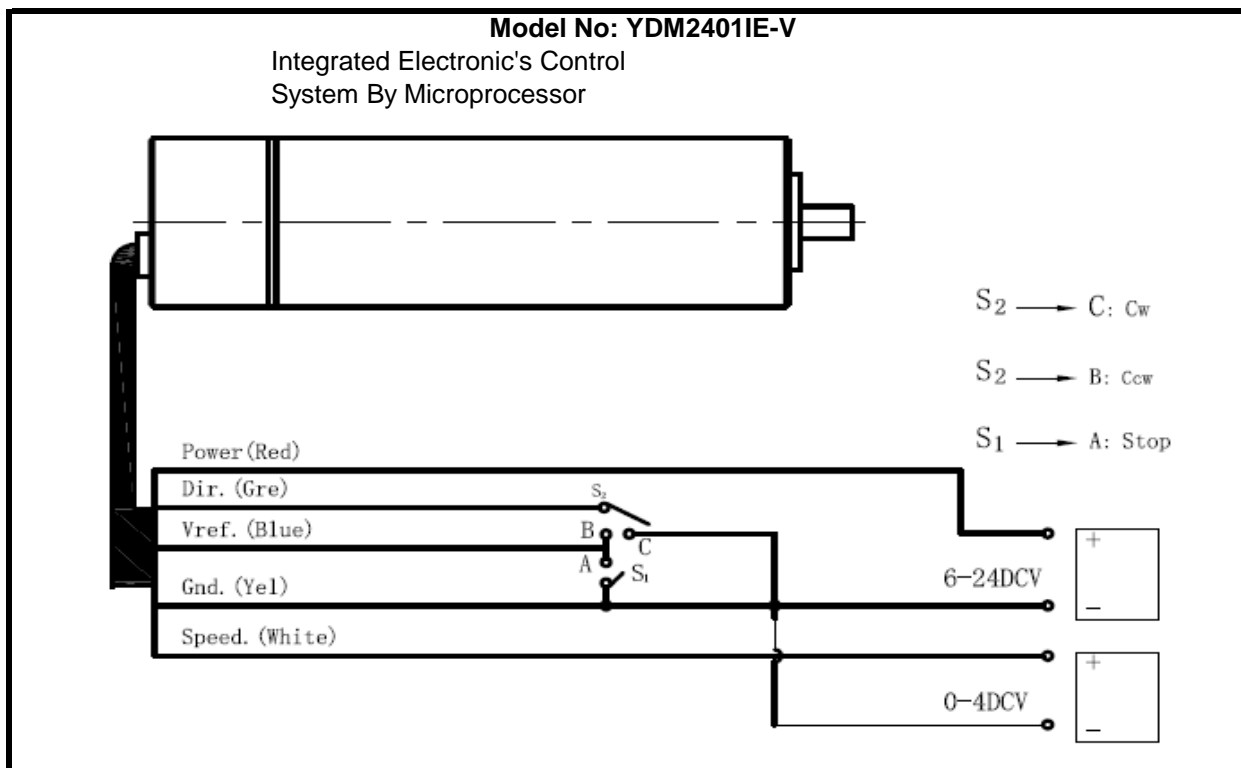 Model No: YDM2401IE-V
Integrated Electronic's Control
System By Microprocessor
S2 C: Cw
S2 B: Ccw
S1 A: Stop
Power(Red)
Dir. (Gre)
S2
Vref. (Blue)
B
C
A
S1
Gnd. (Yel)
+
6-24DCV
−
Speed. (White)
+
0-4DCV
−